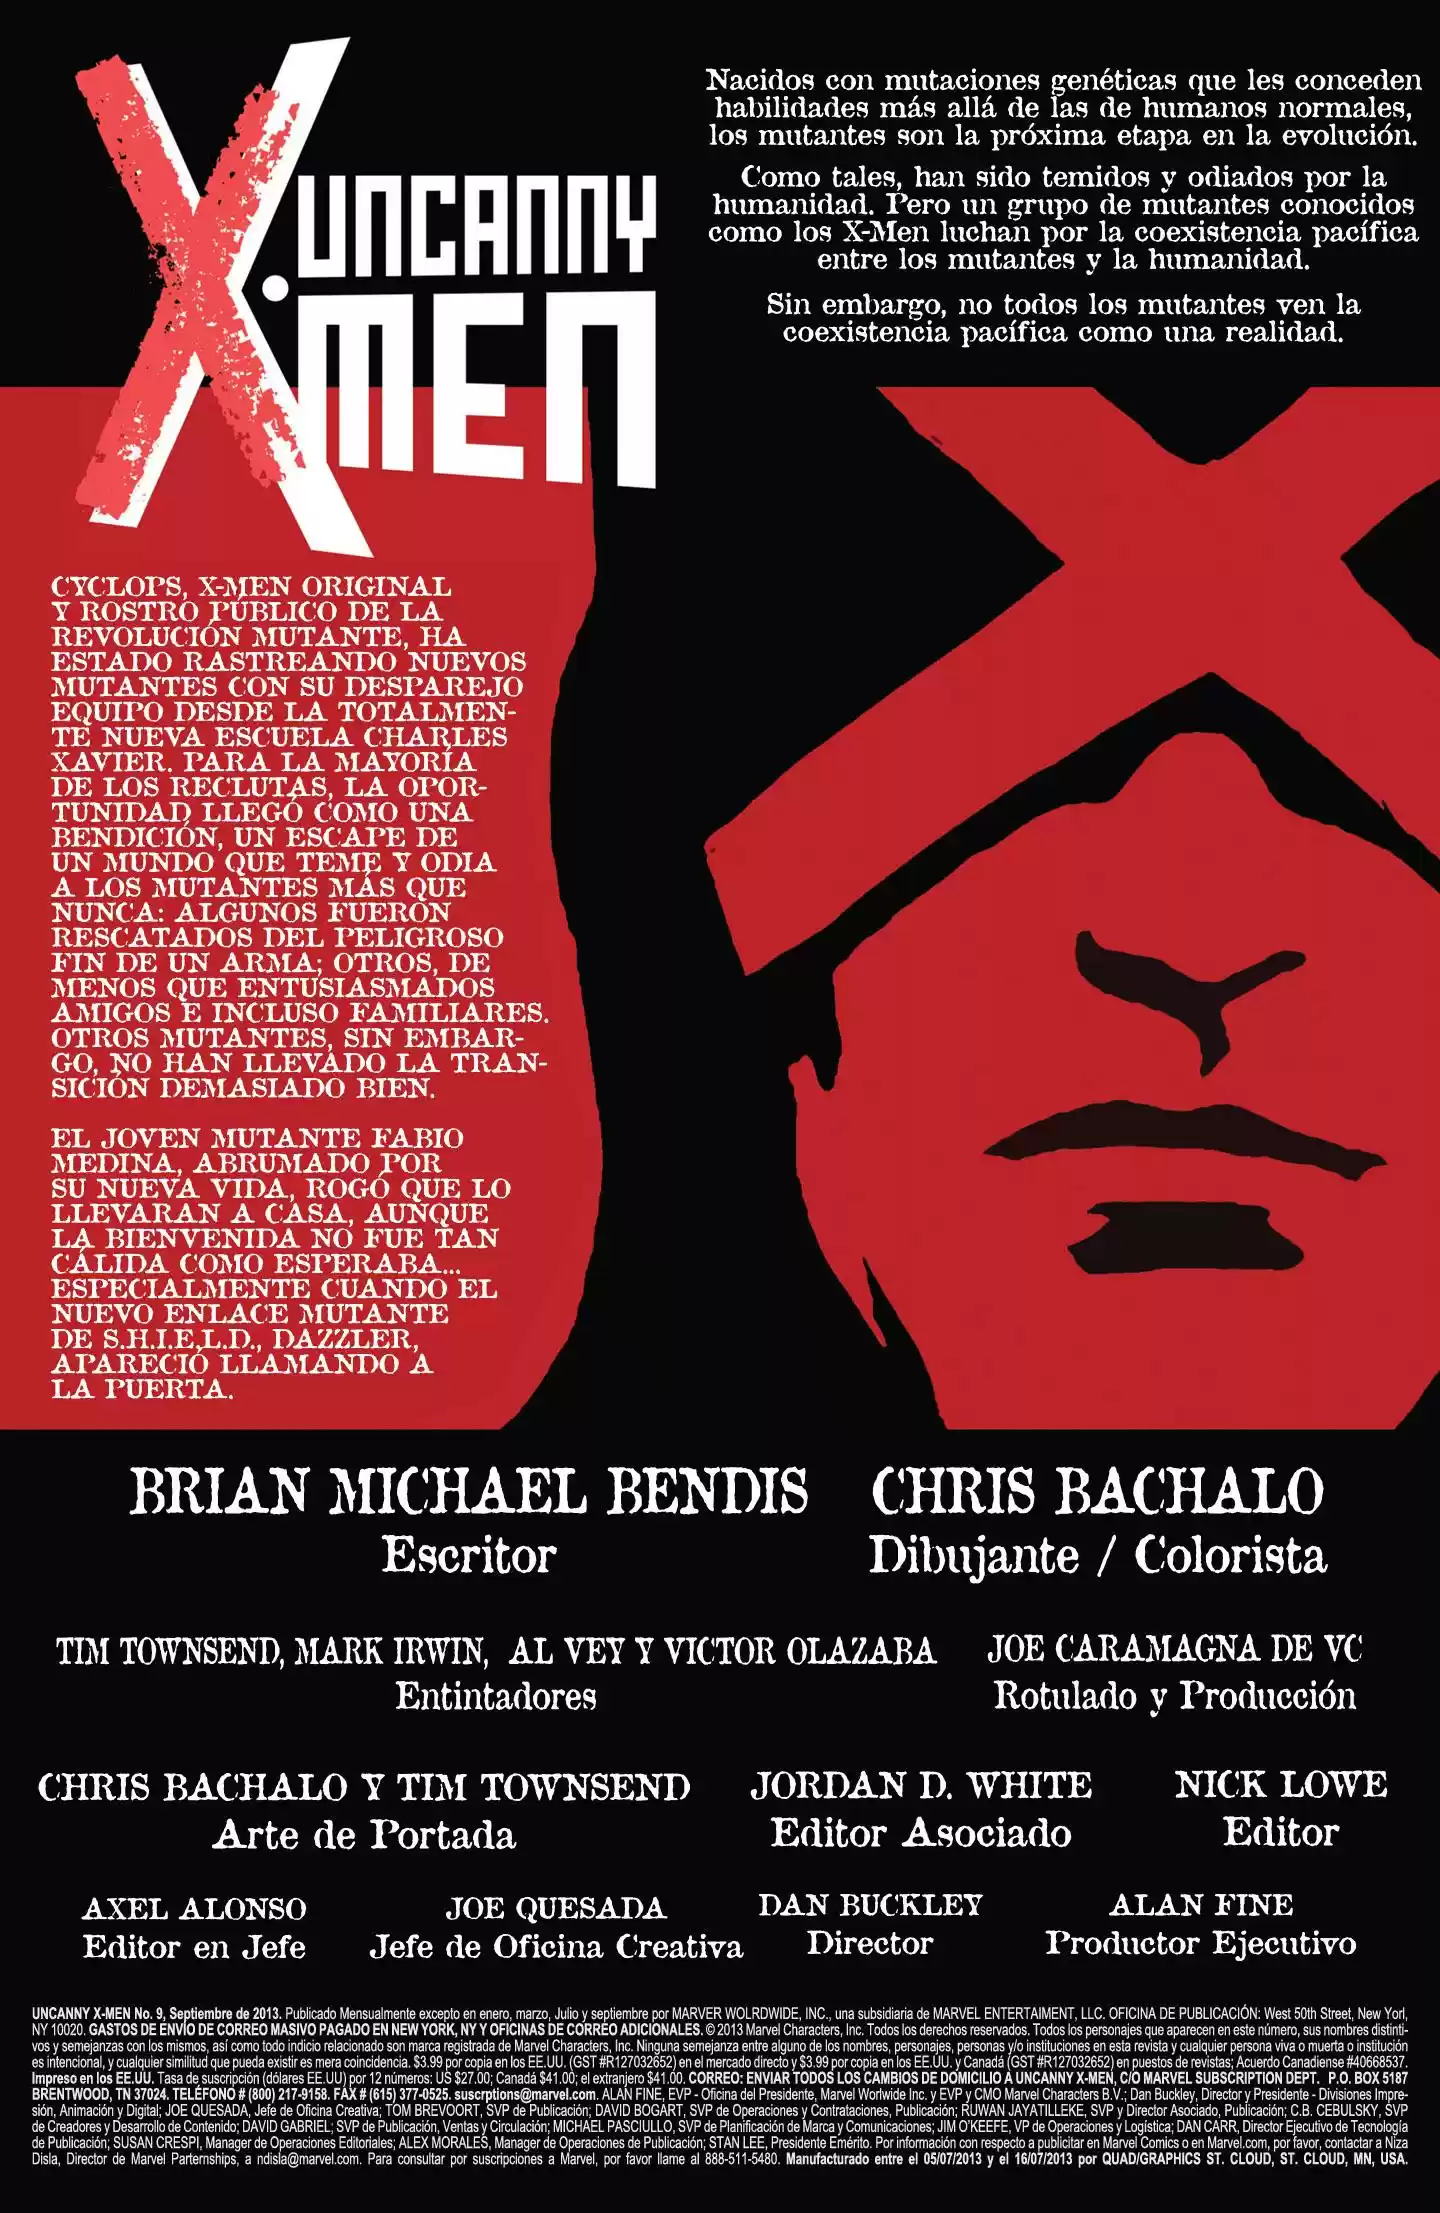 UNCANNY
X-MEN
Nacidos con mutaciones genéticas que les conceden
habilidades más allá de las de humanos normales,
los mutantes son la próxima etapa en la evolución.
Como tales, han sido temidos y odiados por la
humanidad. Pero un grupo de mutantes conocidos
como los X-Men luchan por la coexistencia pacífica
entre los mutantes y la humanidad.
Sin embargo, no todos los mutantes ven la
coexistencia pacífica como una realidad.
CYCLOPS, X-MEN ORIGINAL
Y ROSTRO PÚBLICO DE LA
REVOLUCIÓN MUTANTE, HA
ESTADO RASTREANDO NUEVOS
MUTANTES CON SU DESPAREJO
EQUIPO DESDE LA TOTALMEN-
TE NUEVA ESCUELA CHARLES
XAVIER. PARA LA MAYORÍA
DE LOS RECLUTAS, LA OPOR-
TUNIDAD LLEGÓ COMO UNA
BENDICIÓN, UN ESCAPE DE
UN MUNDO QUE TEME Y ODIA
A LOS MUTANTES MÁS QUE
NUNCA: ALGUNOS FUERON
RESCATADOS DEL PELIGROSO
FIN DE UN ARMA; OTROS, DE
MENOS QUE ENTUSIASMADOS
AMIGOS E INCLUSO FAMILIARES.
OTROS MUTANTES, SIN EMBAR-
GO, NO HAN LLEVADO LA TRAN-
SICIÓN DEMASIADO BIEN.
EL JOVEN MUTANTE FABIO
MEDINA, ABRUMADO POR
SU NUEVA VIDA, ROGÓ QUE LO
LLEVARAN A CASA, AUNQUE
LA BIENVENIDA NO FUE TAN
CÁLIDA COMO ESPERABA...
ESPECIALMENTE CUANDO EL
NUEVO ENLACE MUTANTE
DE S.H.I.E.L.D., DAZZLER,
APARECIÓ LLAMANDO A
LA PUERTA.
BRIAN MICHAEL BENDIS
Escritor
CHRIS BACHALO
Dibujante / Colorista
TIM TOWNSEND, MARK IRWIN, AL VEY Y VICTOR OLAZABA
Entintadores
JOE CARAMAGNA DE VC
Rotulado y Producción
CHRIS BACHALO Y TIM TOWNSEND
Arte de Portada
JORDAN D. WHITE
Editor Asociado
NICK LOWE
Editor
AXEL ALONSO
Editor en Jefe
JOE QUESADA
Jefe de Oficina Creativa
DAN BUCKLEY
Director
ALAN FINE
Productor Ejecutivo
UNCANNY X-MEN No. 9, Septiembre de 2013. Publicado Mensualmente excepto en enero, marzo, Julio y septiembre por MARVER WOLRDWIDE, INC., una subsidiaria de MARVEL ENTERTAIMENT, LLC. OFICINA DE PUBLICACIÓN: West 50th Street, New Yorl,
NY 10020. GASTOS DE ENVÍO DE CORREO MASIVO PAGADO EN NEW YORK, NY Y OFICINAS DE CORREO ADICIONALES. © 2013 Marvel Characters, Inc. Todos los derechos reservados. Todos los personajes que aparecen en este número, sus nombres distinti-
vos y semejanzas con los mismos, así como todo indicio relacionado son marca registrada de Marvel Characters, Inc. Ninguna semejanza entre alguno de los nombres, personajes, personas y/o instituciones en esta revista y cualquier persona viva o muerta o institución
es intencional, y cualquier similitud que pueda existir es mera coincidencia. $3.99 por copia en los EE.UU. (GST #R127032652) en el mercado directo y $3.99 por copia en los EE.UU. y Canadá (GST #R127032652) en puestos de revistas; Acuerdo Canadiense #40668537.
Impreso en los EE.UU. Tasa de suscripción (dólares EE.UU) por 12 números: US $27.00; Canadá $41.00; el extranjero $41.00. CORREO: ENVIAR TODOS LOS CAMBIOS DE DOMICILIO A UNCANNY X-MEN, C/O MARVEL SUBSCRIPTION DEPT. P.O. BOX 5187
BRENTWOOD, TN 37024. TELÉFONO # (800) 217-9158. FAX # (615) 377-0525. suscrptions@marvel.com. ALAN FINE, EVP - Oficina del Presidente, Marvel Worlwide Inc. y EVP y CMO Marvel Characters B.V.; Dan Buckley, Director y Presidente - Divisiones Impre-
sión, Animación y Digital; JOE QUESADA, Jefe de Oficina Creativa; TOM BREVOORT, SVP de Publicación; DAVID BOGART, SVP de Operaciones y Contrataciones, Publicación; RUWAN JAYATILLEKE, SVP y Director Asociado, Publicación; C.B. CEBULSKY, SVP
de Creadores y Desarrollo de Contenido; DAVID GABRIEL; SVP de Publicación, Ventas y Circulación; MICHAEL PASCIULLO, SVP de Planificación de Marca y Comunicaciones; JIM O'KEEFE, VP de Operaciones y Logística; DAN CARR, Director Ejecutivo de Tecnología
de Publicación; SUSAN CRESPI, Manager de Operaciones Editoriales; ALEX MORALES, Manager de Operaciones de Publicación; STAN LEE, Presidente Emérito. Por información con respecto a publicitar en Marvel Comics o en Marvel.com, por favor, contactar a Niza
Disla, Director de Marvel Parternships, a ndisla@marvel.com. Para consultar por suscripciones a Marvel, por favor llame al 888-511-5480. Manufacturado entre el 05/07/2013 y el 16/07/2013 por QUAD/GRAPHICS ST. CLOUD, ST. CLOUD, MN, USA.